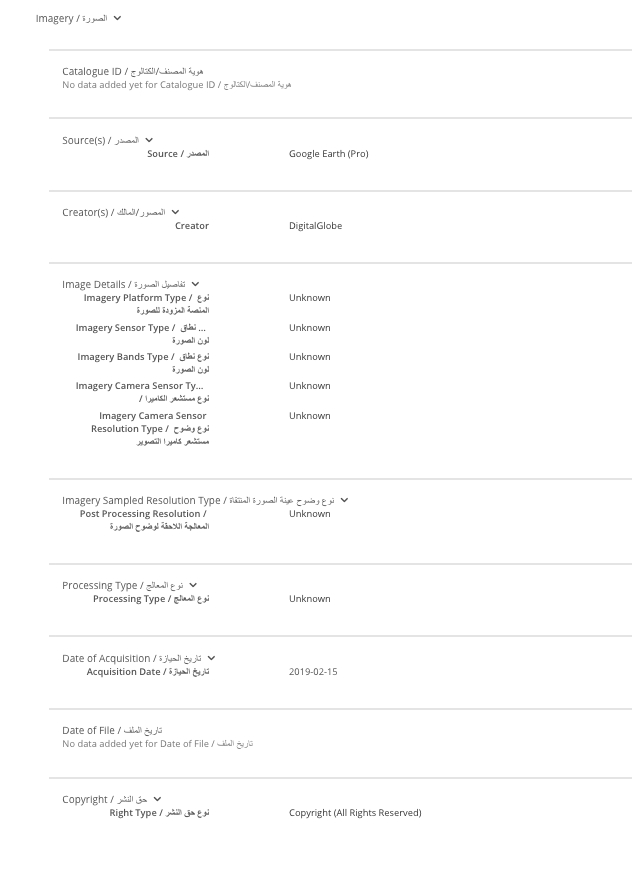 Imagery / الصورة
Catalogue ID / هوية المصنف/الكتالوج
No data added yet for Catalogue ID / هوية المصنف/الكتالوج
Source(s) / المصدر
Source / المصدر Google Earth (Pro)
Creator(s) / المصور/المالك
Creator DigitalGlobe
Image Details / تفاصيل الصورة
Imagery Platform Type / نوع Unknown
المنصة المزودة للصورة
Imagery Sensor Type / نطاق ... Unknown
لون الصورة
Imagery Bands Type / نوع نطاق Unknown
لون الصورة
Imagery Camera Sensor Ty... Unknown
/ نوع مستشعر الكاميرا
Imagery Camera Sensor Unknown
Resolution Type / نوع وضوح
مستشعر كاميرا التصوير
Imagery Sampled Resolution Type / نوع وضوح عينة الصورة المنتقاة
Post Processing Resolution / Unknown
المعالجة اللاحقة لوضوح الصورة
Processing Type / نوع المعالج
Processing Type / نوع المعالج Unknown
Date of Acquisition / تاريخ الحيازة
Acquisition Date / تاريخ الحيازة 2019-02-15
Date of File / تاريخ الملف
No data added yet for Date of File / تاريخ الملف
Copyright / حق النشر
Right Type / نوع حق النشر Copyright (All Rights Reserved)